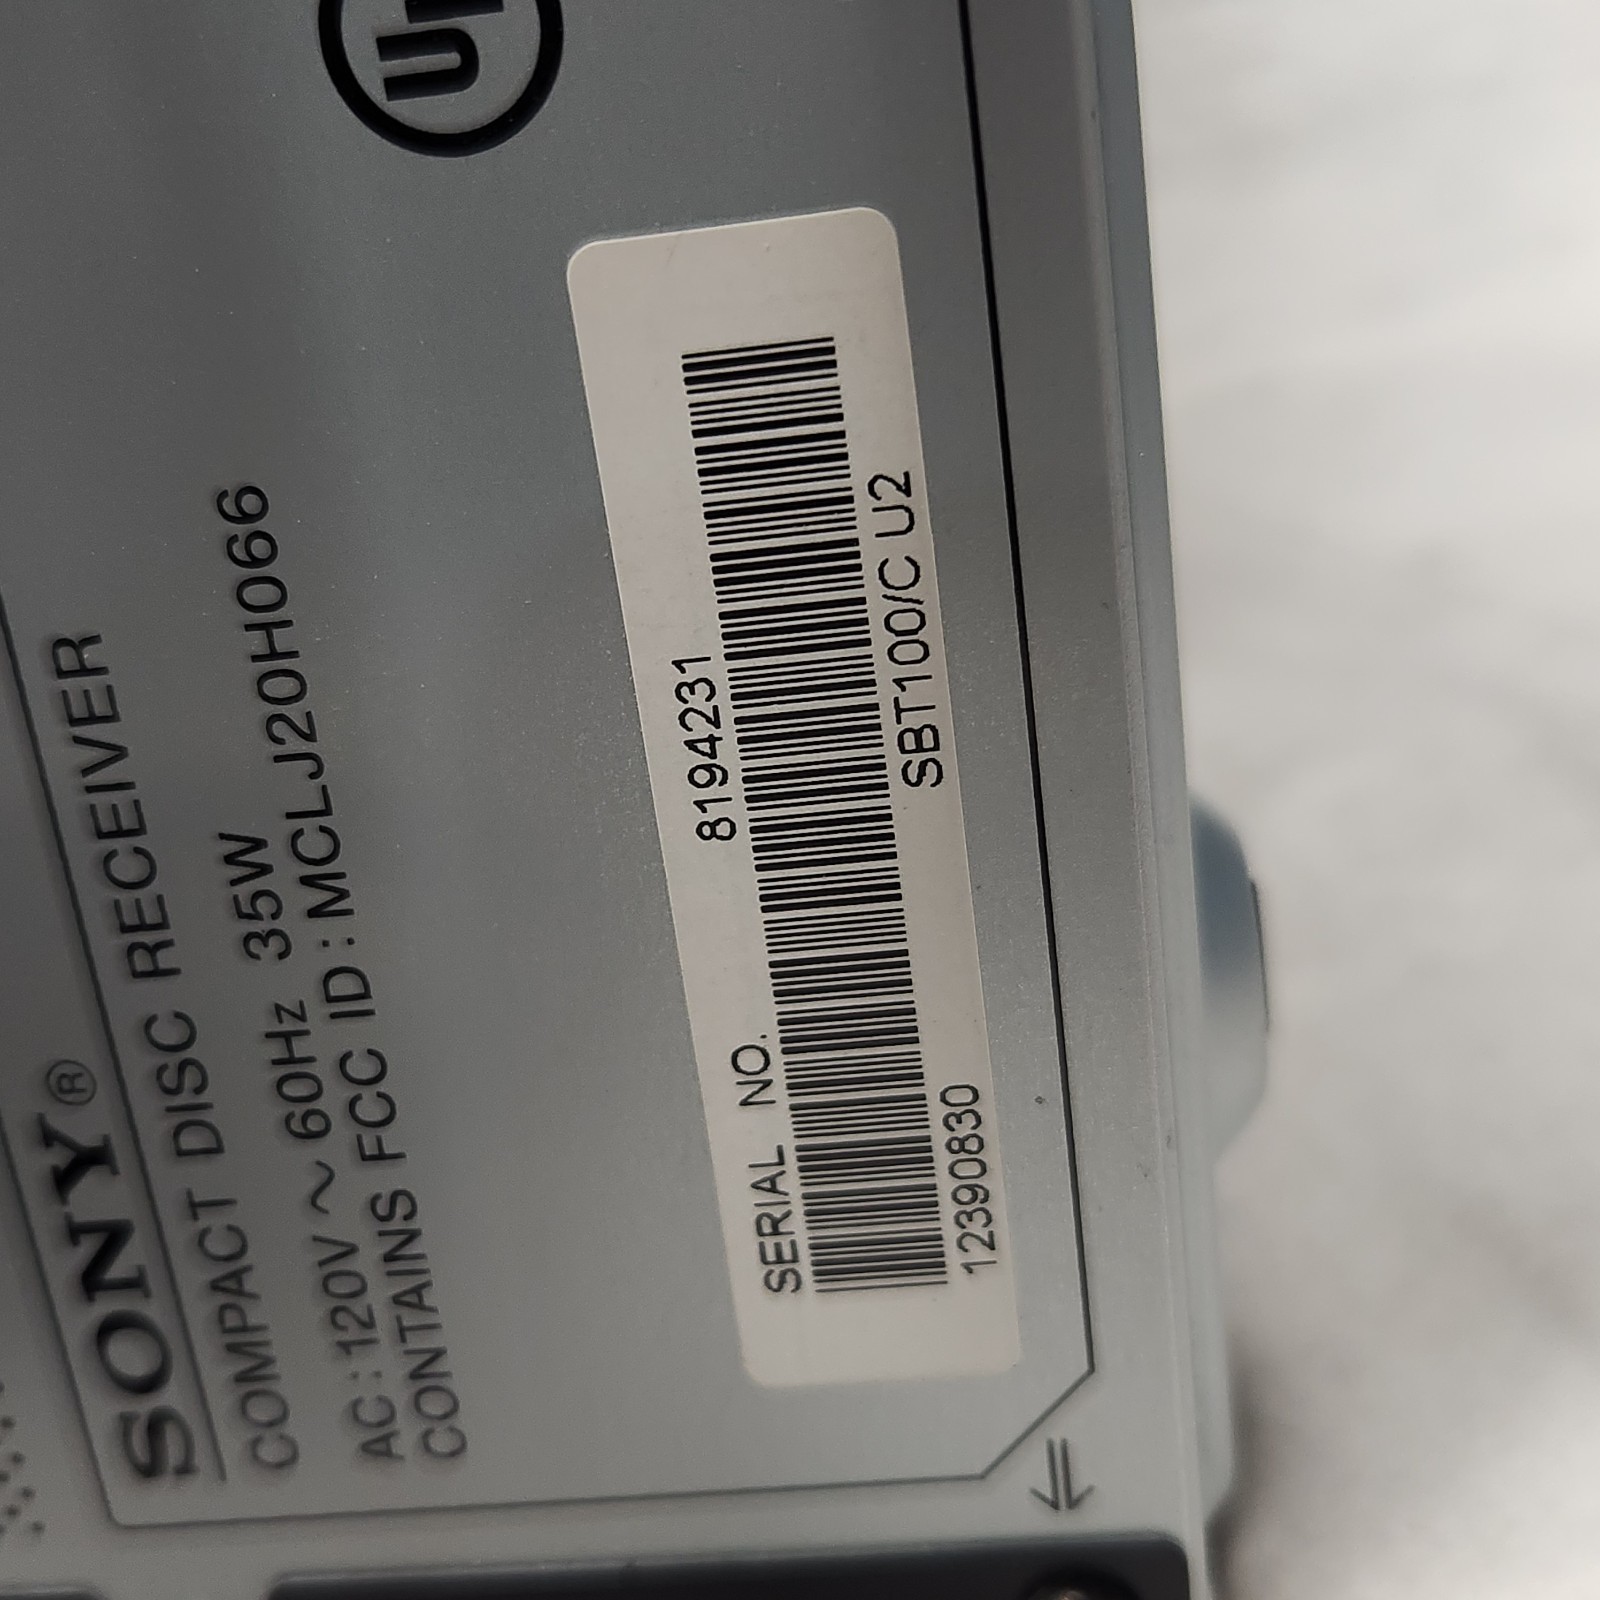 SONY®
COMPACT DISC RECEIVER
AC:120V~60Hz 35W
CONTAINS FCC ID:MCLJ20H066
SERIAL NO. 8194231
12390830 SBT100/C U2